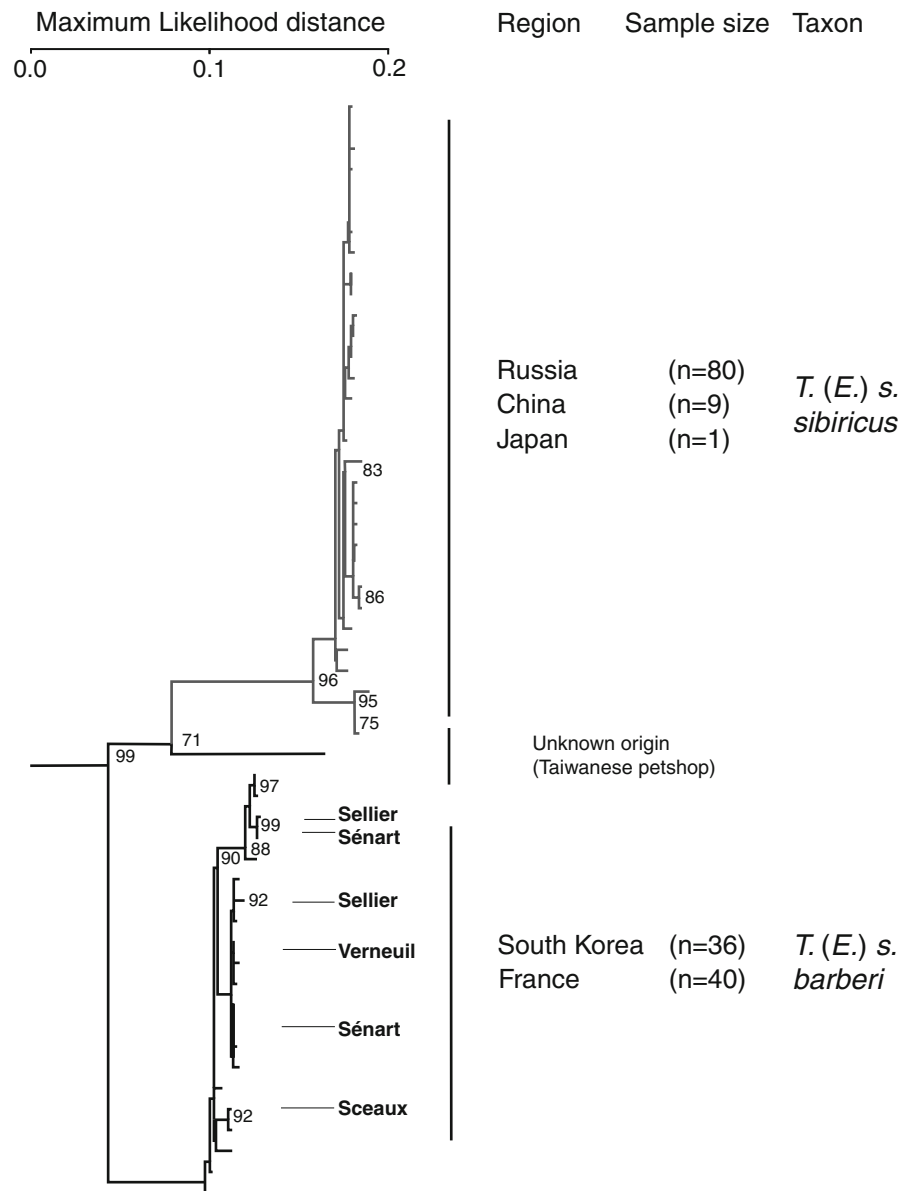 Maximum Likelihood distance Region Sample size Taxon
0.0 0.1 0.2
Russia (n=80) T. (E.) s.
China (n=9) sibiricus
Japan (n=1)
83
86
96
95
75
71
99
Unknown origin
(Taiwanese petshop)
97
Sellier
99
Sénart
88
90
92 Sellier
Verneuil
South Korea (n=36) T. (E.) s.
France (n=40) barberi
Sénart
92 Sceaux